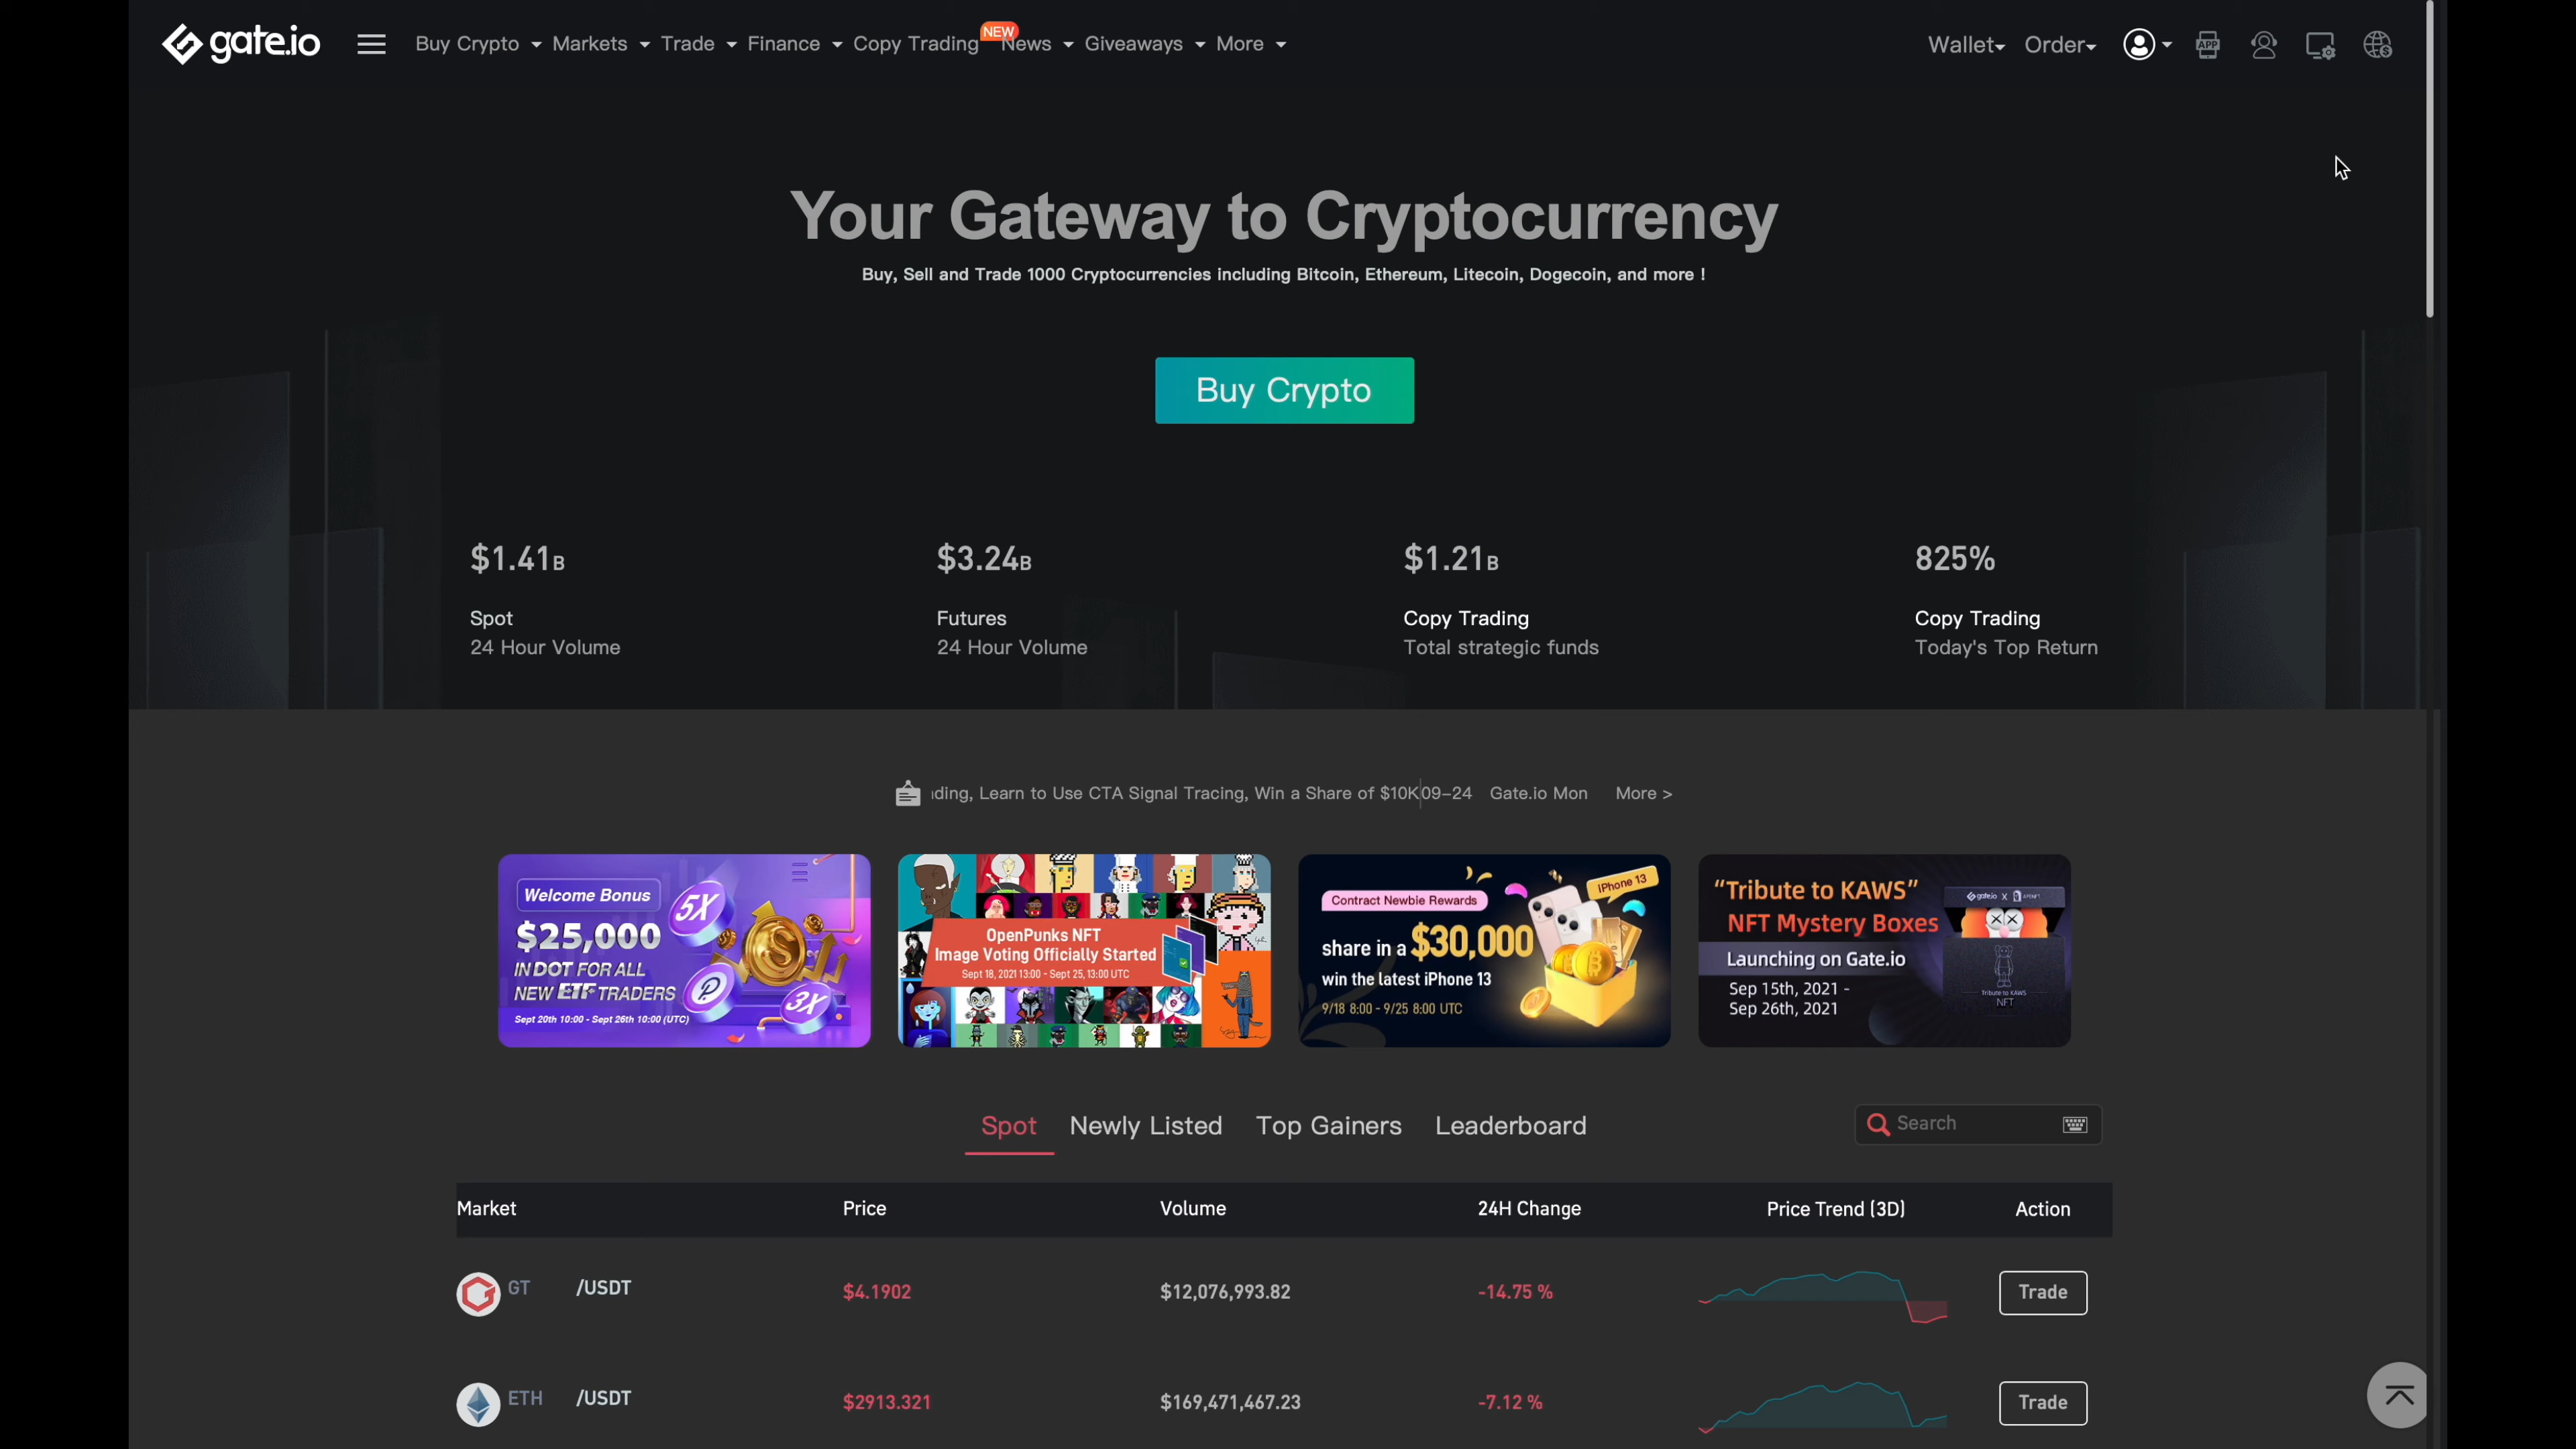 gate.io
Buy Crypto Markets Trade Finance Copy Trading NEW News Giveaways More
Wallet Order APP
Your Gateway to Cryptocurrency
Buy, Sell and Trade 1000 Cryptocurrencies including Bitcoin, Ethereum, Litecoin, Dogecoin, and more !
Buy Crypto
$1.41B $3.24B $1.21B 825%
Spot Futures Copy Trading Copy Trading
24 Hour Volume 24 Hour Volume Total strategic funds Today's Top Return
ding, Learn to Use CTA Signal Tracing, Win a Share of $10K 09-24 Gate.io Mon More >
Welcome Bonus
$25,000
IN DOT FOR ALL
NEW ETF TRADERS
Sept 20th 10:00 - Sept 26th 10:00 (UTC)
5X
3X
OpenPunks NFT
Image Voting Officially Started
Sept 18, 2021 13:00 - Sept 25, 13:00 UTC
Contract Newbie Rewards
iPhone 13
share in a $30,000
win the latest iPhone 13
9/18 8:00 - 9/25 8:00 UTC
“Tribute to KAWS”
NFT Mystery Boxes
Launching on Gate.io
Sep 15th, 2021 -
Sep 26th, 2021
gate.io X APENFT
Tribute to KAWS
NFT
Spot Newly Listed Top Gainers Leaderboard
Search
Market Price Volume 24H Change Price Trend (3D) Action
GT /USDT $4.1902 $12,076,993.82 -14.75 % Trade
ETH /USDT $2913.321 $169,471,467.23 -7.12 % Trade